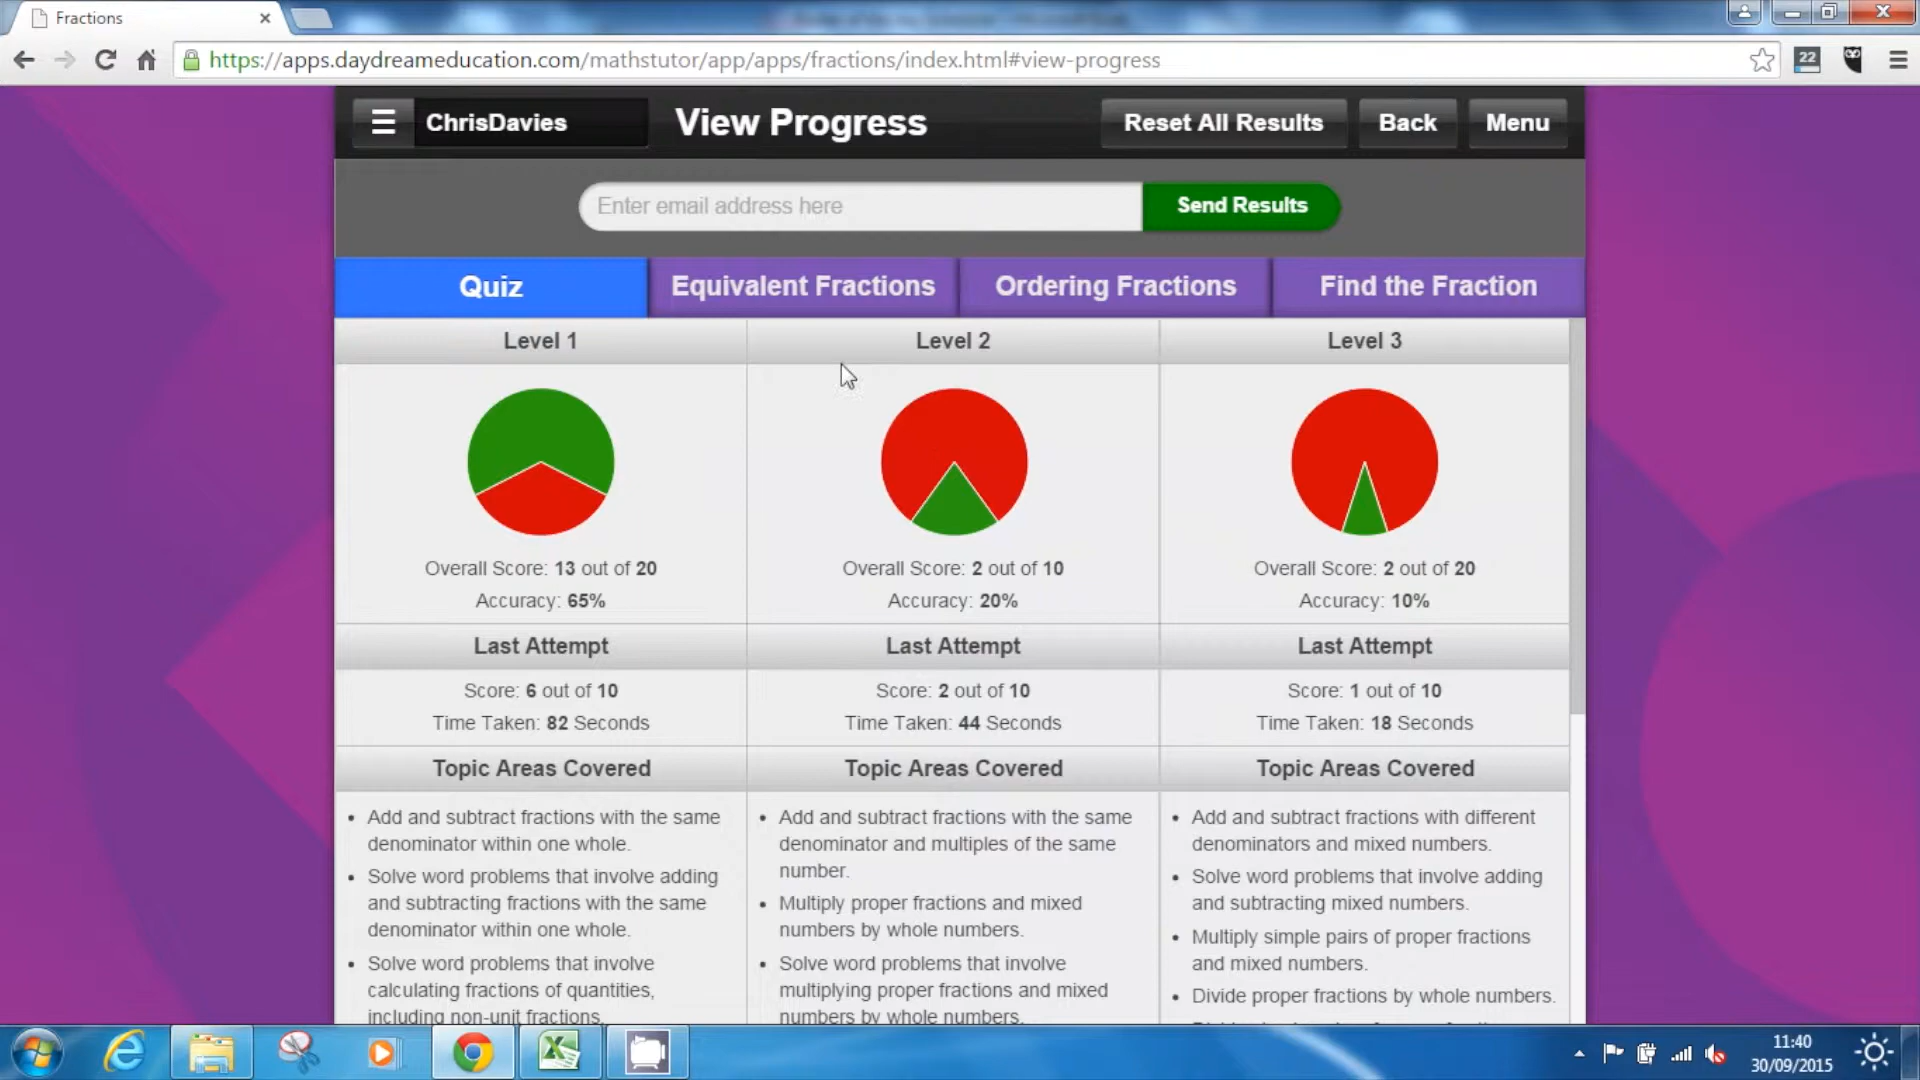 Fractions
https://apps.daydreameducation.com/mathstutor/app/apps/fractions/index.html#view-progress
22
ChrisDavies
View Progress
Reset All Results
Back
Menu
Enter email address here
Send Results
Quiz
Equivalent Fractions
Ordering Fractions
Find the Fraction
Level 1
Level 2
Level 3
Overall Score: 13 out of 20
Accuracy: 65%
Overall Score: 2 out of 10
Accuracy: 20%
Overall Score: 2 out of 20
Accuracy: 10%
Last Attempt
Last Attempt
Last Attempt
Score: 6 out of 10
Time Taken: 82 Seconds
Score: 2 out of 10
Time Taken: 44 Seconds
Score: 1 out of 10
Time Taken: 18 Seconds
Topic Areas Covered
Topic Areas Covered
Topic Areas Covered
• Add and subtract fractions with the same
denominator within one whole.
• Solve word problems that involve adding
and subtracting fractions with the same
denominator within one whole.
• Solve word problems that involve
calculating fractions of quantities,
including non-unit fractions.
• Add and subtract fractions with the same
denominator and multiples of the same
number.
• Multiply proper fractions and mixed
numbers by whole numbers.
• Solve word problems that involve
multiplying proper fractions and mixed
numbers by whole numbers.
• Add and subtract fractions with different
denominators and mixed numbers.
• Solve word problems that involve adding
and subtracting mixed numbers.
• Multiply simple pairs of proper fractions
and mixed numbers.
• Divide proper fractions by whole numbers.
11:40
30/09/2015